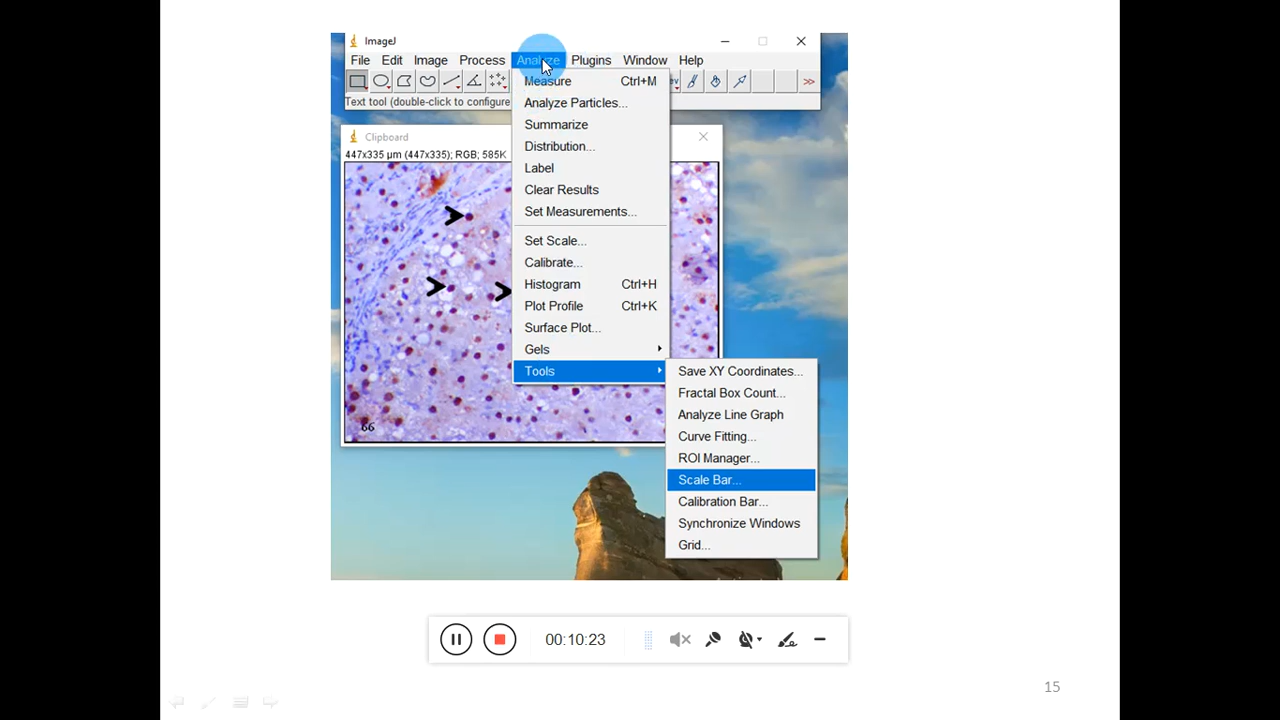 ImageJ
File Edit Image Process Analyze Plugins Window Help
Text tool (double-click to configure
Measure Ctrl+M
Analyze Particles...
Summarize
Distribution...
Label
Clear Results
Set Measurements...
Set Scale...
Calibrate...
Histogram Ctrl+H
Plot Profile Ctrl+K
Surface Plot...
Gels
Tools
Clipboard
447x335 µm (447x335); RGB; 585K
66
Save XY Coordinates...
Fractal Box Count...
Analyze Line Graph
Curve Fitting...
ROI Manager...
Scale Bar...
Calibration Bar...
Synchronize Windows
Grid...
00:10:23
15